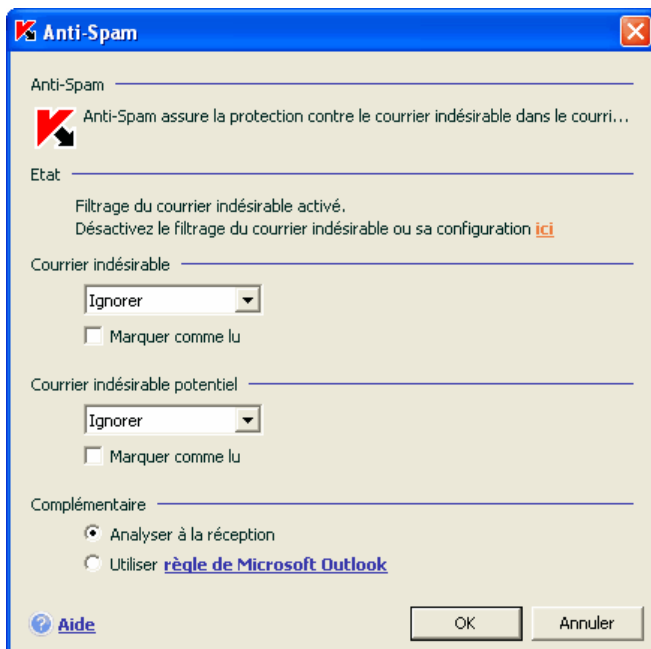 Anti-Spam
Anti-Spam
Anti-Spam assure la protection contre le courrier indésirable dans le courri...
Etat
Filtrage du courrier indésirable activé.
Désactivez le filtrage du courrier indésirable ou sa configuration ici
Courrier indésirable
Ignorer
Marquer comme lu
Courrier indésirable potentiel
Ignorer
Marquer comme lu
Complémentaire
Analyser à la réception
Utiliser règle de Microsoft Outlook
Aide
OK
Annuler